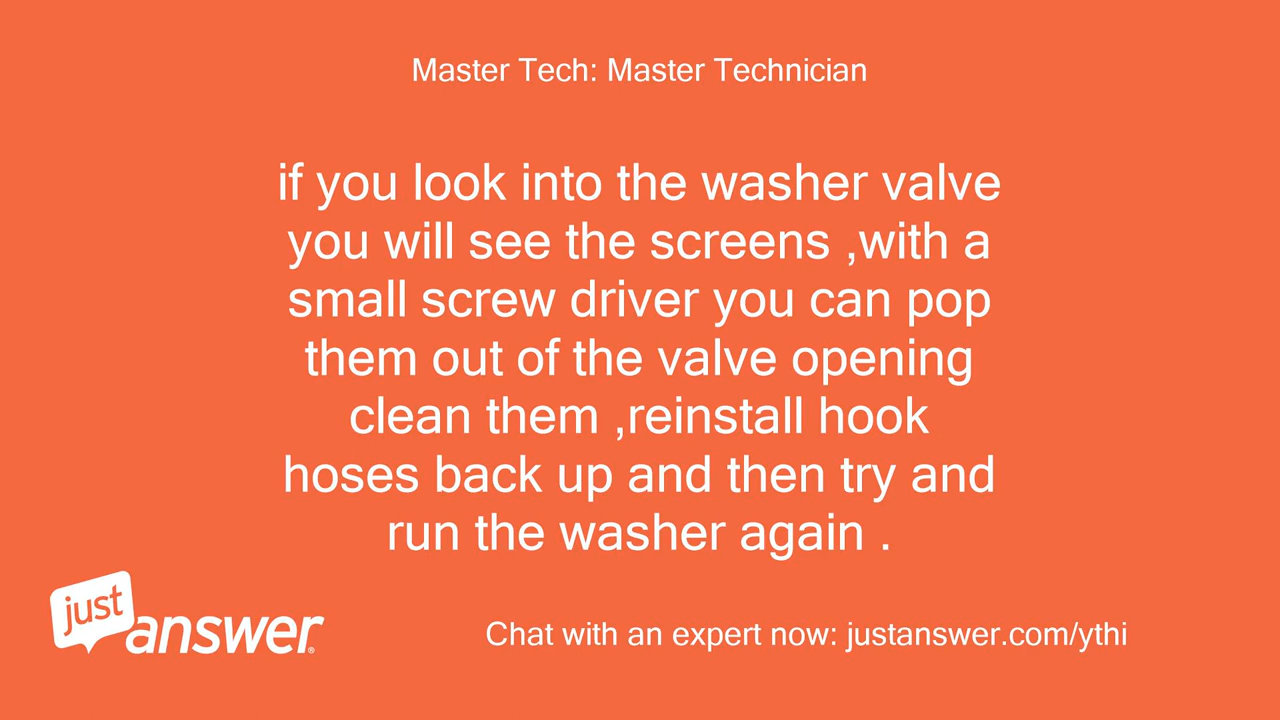 Master Tech: Master Technician
if you look into the washer valve
you will see the screens ,with a
small screw driver you can pop
them out of the valve opening
clean them ,reinstall hook
hoses back up and then try and
run the washer again .
just
answer®
Chat with an expert now: justanswer.com/ythi